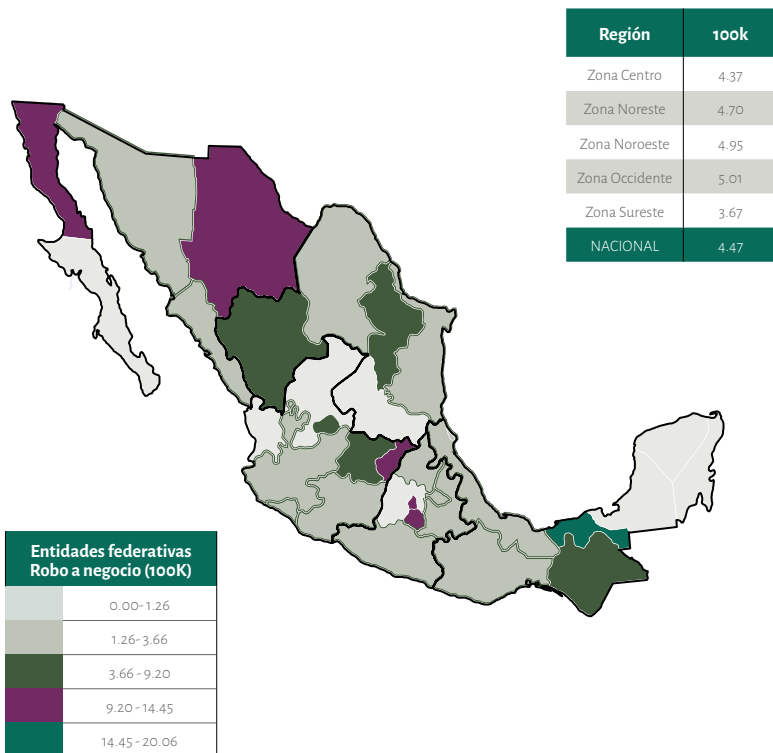 Región 100k
Zona Centro 4.37
Zona Noreste 4.70
Zona Noroeste 4.95
Zona Occidente 5.01
Zona Sureste 3.67
NACIONAL 4.47
Entidades federativas
Robo a negocio (100K)
0.00-1.26
1.26-3.66
3.66-9.20
9.20-14.45
14.45-20.06